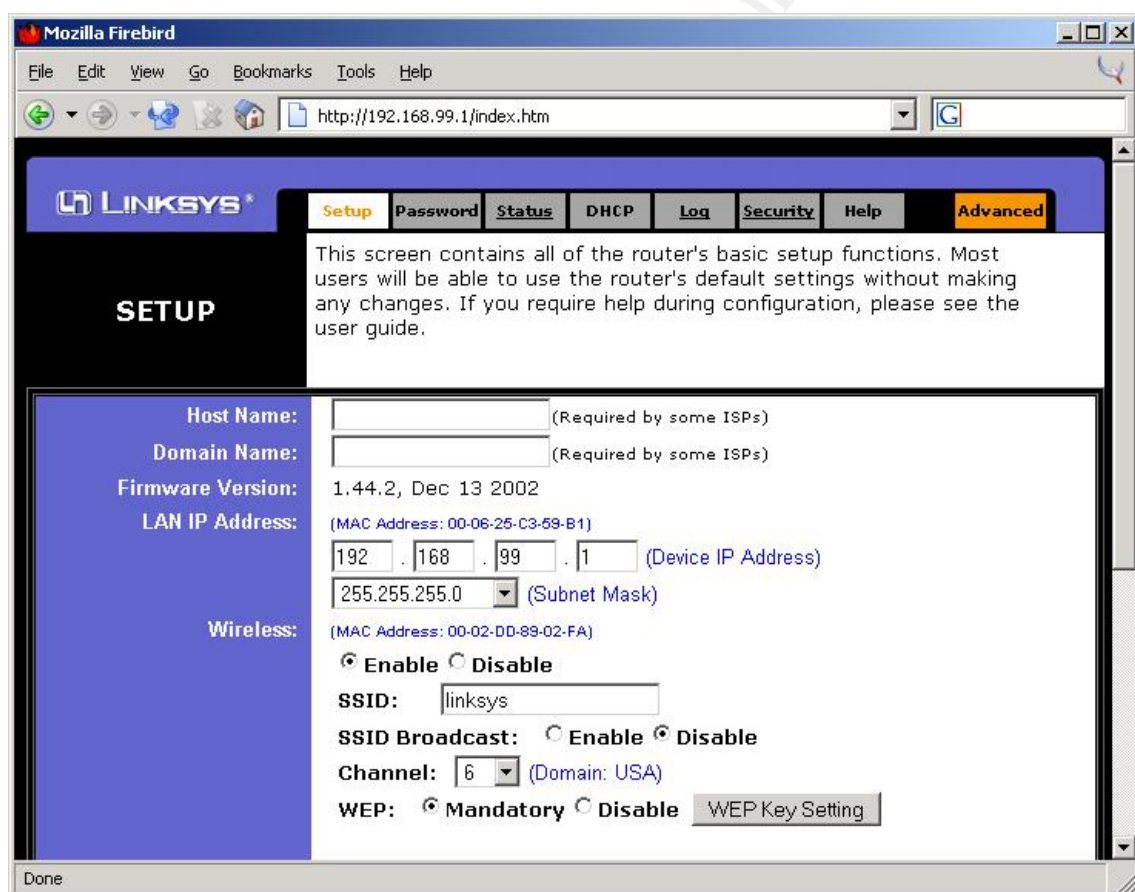 Mozilla Firebird
File Edit View Go Bookmarks Tools Help
http://192.168.99.1/index.htm
G
LINKSYS®
Setup Password Status DHCP Log Security Help Advanced
SETUP
This screen contains all of the router's basic setup functions. Most
users will be able to use the router's default settings without making
any changes. If you require help during configuration, please see the
user guide.
Host Name: (Required by some ISPs)
Domain Name: (Required by some ISPs)
Firmware Version: 1.44.2, Dec 13 2002
LAN IP Address: (MAC Address: 00-06-25-C3-59-B1)
192 . 168 . 99 . 1 (Device IP Address)
255.255.255.0 (Subnet Mask)
Wireless: (MAC Address: 00-02-DD-89-02-FA)
Enable Disable
SSID: linksys
SSID Broadcast: Enable Disable
Channel: 6 (Domain: USA)
WEP: Mandatory Disable WEP Key Setting
Done